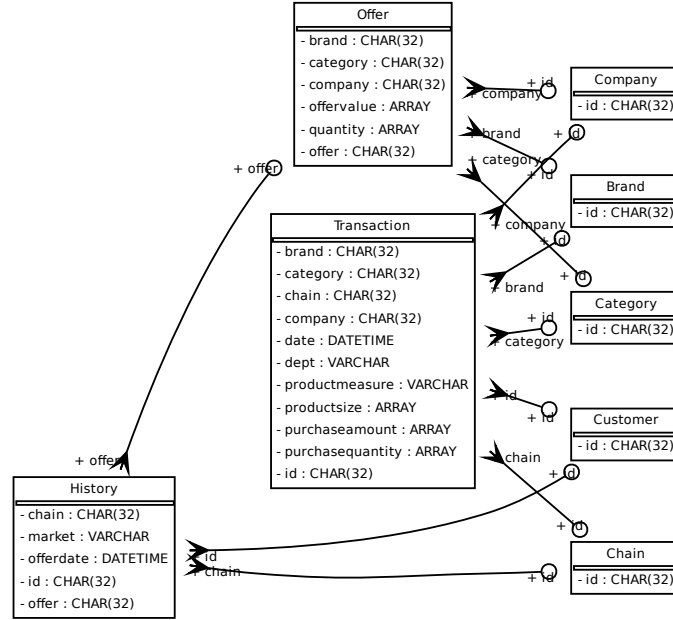 Offer
- brand : CHAR(32)
- category : CHAR(32)
- company : CHAR(32)
- offervalue : ARRAY
- quantity : ARRAY
- offer : CHAR(32)
Company
- id : CHAR(32)
Brand
- id : CHAR(32)
Transaction
- brand : CHAR(32)
- category : CHAR(32)
- chain : CHAR(32)
- company : CHAR(32)
- date : DATETIME
- dept : VARCHAR
- productmeasure : VARCHAR
- productsize : ARRAY
- purchaseamount : ARRAY
- purchasequantity : ARRAY
- id : CHAR(32)
Category
- id : CHAR(32)
Customer
- id : CHAR(32)
History
- chain : CHAR(32)
- market : VARCHAR
- offerdate : DATETIME
- id : CHAR(32)
- offer : CHAR(32)
Chain
- id : CHAR(32)
+ id
+ company
+ brand
+ id
+ category
+ id
+ offer
+ company
+ id
+ brand
+ id
+ id
+ category
+ id
+ id
chain
+ offer
+ id
+ id
+ id
+ chain
+ id